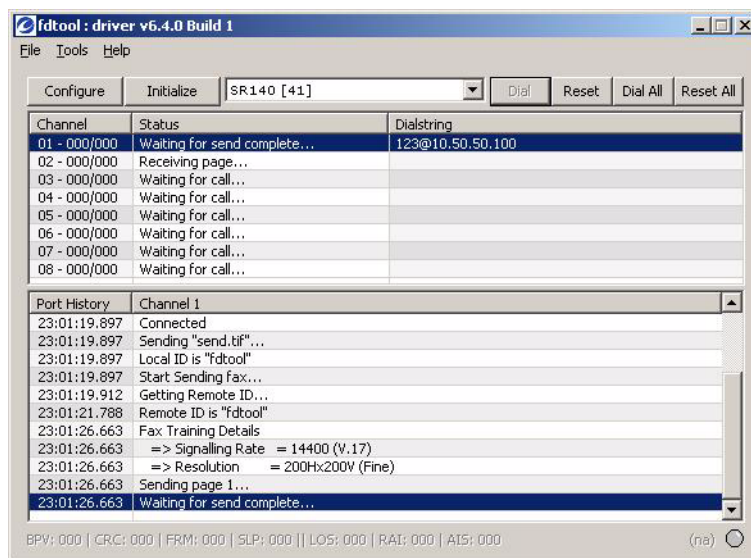 fdtool : driver v6.4.0 Build 1
File Tools Help
Configure Initialize SR140 [41] Dial Reset Dial All Reset All
Channel Status Dialstring
01 - 000/000 Waiting for send complete... 123@10.50.50.100
02 - 000/000 Receiving page...
03 - 000/000 Waiting for call...
04 - 000/000 Waiting for call...
05 - 000/000 Waiting for call...
06 - 000/000 Waiting for call...
07 - 000/000 Waiting for call...
08 - 000/000 Waiting for call...
Port History Channel 1
23:01:19.897 Connected
23:01:19.897 Sending "send.tif"...
23:01:19.897 Local ID is "fdtool"
23:01:19.897 Start Sending fax...
23:01:19.912 Getting Remote ID...
23:01:21.788 Remote ID is "fdtool"
23:01:26.663 Fax Training Details
23:01:26.663 => Signalling Rate = 14400 (V.17)
23:01:26.663 => Resolution = 200Hx200V (Fine)
23:01:26.663 Sending page 1...
23:01:26.663 Waiting for send complete...
BPV: 000 | CRC: 000 | FRM: 000 | SLP: 000 || LOS: 000 | RAI: 000 | AIS: 000 (na)